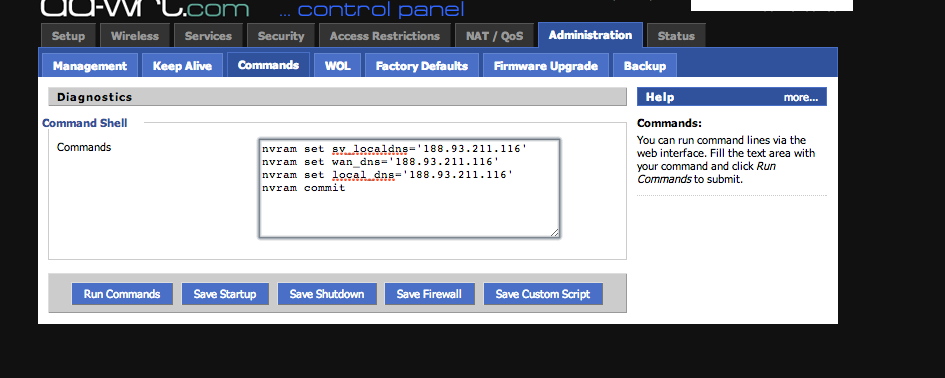 dd-wrt.com ... control panel
Setup Wireless Services Security Access Restrictions NAT / QoS Administration Status
Management Keep Alive Commands WOL Factory Defaults Firmware Upgrade Backup
Diagnostics
Help more...
Command Shell
Commands:
Commands
You can run command lines via the
web interface. Fill the text area with
your command and click Run
Commands to submit.
nvram set sv_localdns='188.93.211.116'
nvram set wan_dns='188.93.211.116'
nvram set local_dns='188.93.211.116'
nvram commit
Run Commands Save Startup Save Shutdown Save Firewall Save Custom Script